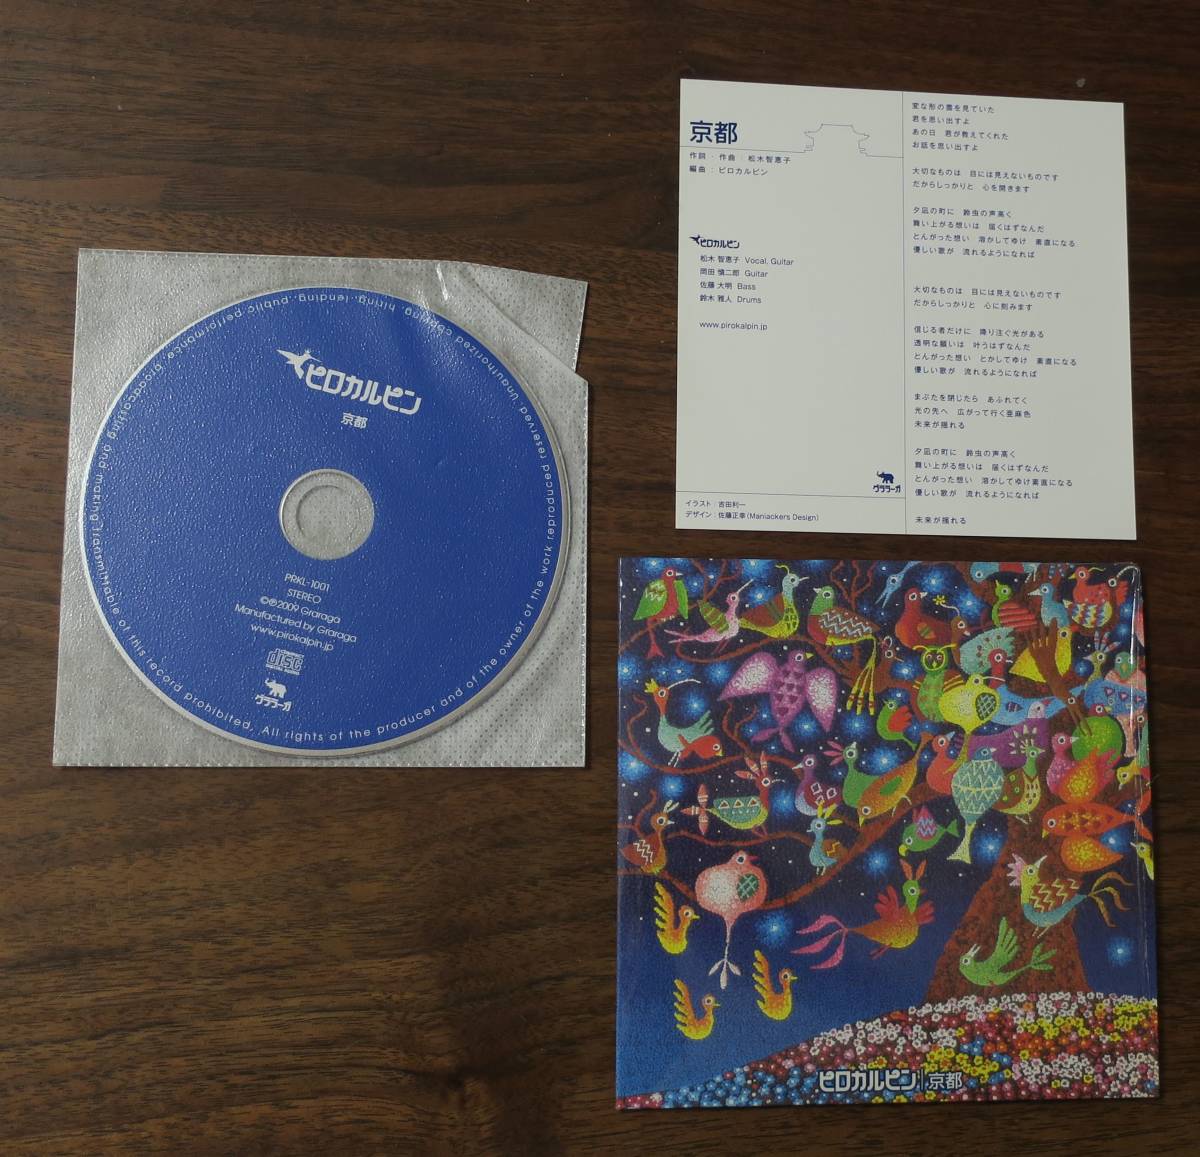 ピロカルピン
京都
PRKL-1001
STEREO
©℗2009 Graraga
Manufactured by Graraga
www.pirokalpin.jp
disc
グララーガ
Unauthorized copying, hiring, lending, public performance, broadcasting and making transmittable of this record prohibited. All rights of the producer and of the owner of the work reproduced reserved.
京都
作詞・作曲：松木智恵子
編曲：ピロカルピン
ピロカルピン
松木 智恵子 Vocal, Guitar
岡田 慎二郎 Guitar
佐藤 大明 Bass
鈴木 雅人 Drums
www.pirokalpin.jp
グララーガ
イラスト：吉田利一
デザイン：佐藤正幸(Maniackers Design)
変な形の雲を見ていた
君を思い出すよ
あの日 君が教えてくれた
お話を思い出すよ
大切なものは 目には見えないものです
だからしっかりと 心を開きます
夕凪の町に 鈴虫の声高く
舞い上がる想いは 届くはずなんだ
とんがった想い 溶かしてゆけ 素直になる
優しい歌が 流れるようになれば
大切なものは 目には見えないものです
だからしっかりと 心に刻みます
信じる者だけに 降り注ぐ光がある
透明な願いは 叶うはずなんだ
とんがった想い とかしてゆけ 素直になる
優しい歌が 流れるようになれば
まぶたを閉じたら あふれてく
光の先へ 広がって行く亜麻色
未来が揺れる
夕凪の町に 鈴虫の声高く
舞い上がる想いは 届くはずなんだ
とんがった想い 溶かしてゆけ素直になる
優しい歌が 流れるようになれば
未来が揺れる
ピロカルピン|京都